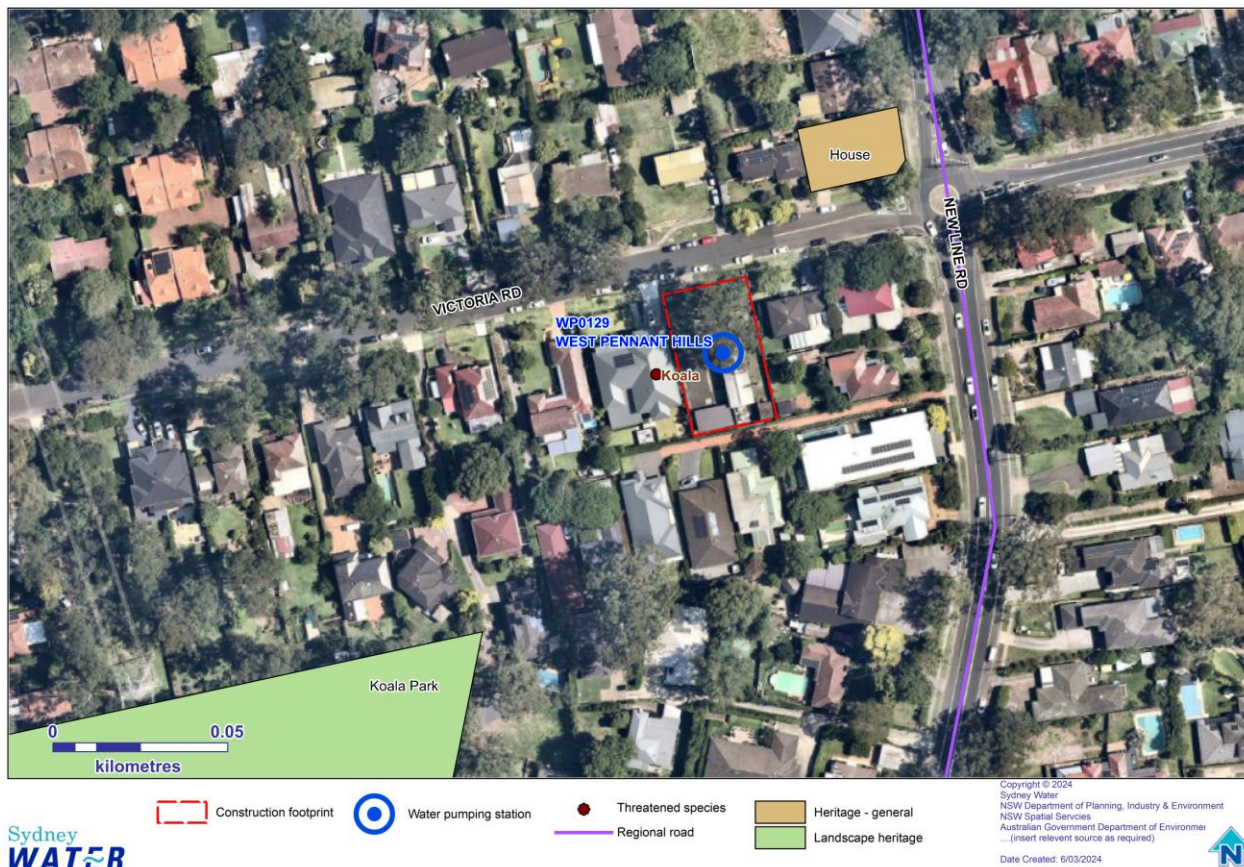 House
NEW LINE RD
VICTORIA RD
WP0129
WEST PENNANT HILLS
Koala
Koala Park
0 0.05
kilometres
Construction footprint
Water pumping station
Threatened species
Regional road
Heritage - general
Landscape heritage
Sydney
WATER
Copyright © 2024
Sydney Water
NSW Department of Planning, Industry & Environment
NSW Spatial Servcies
Australian Government Department of Environmer
....(insert relevent source as required)
Date Created: 6/03/2024
N